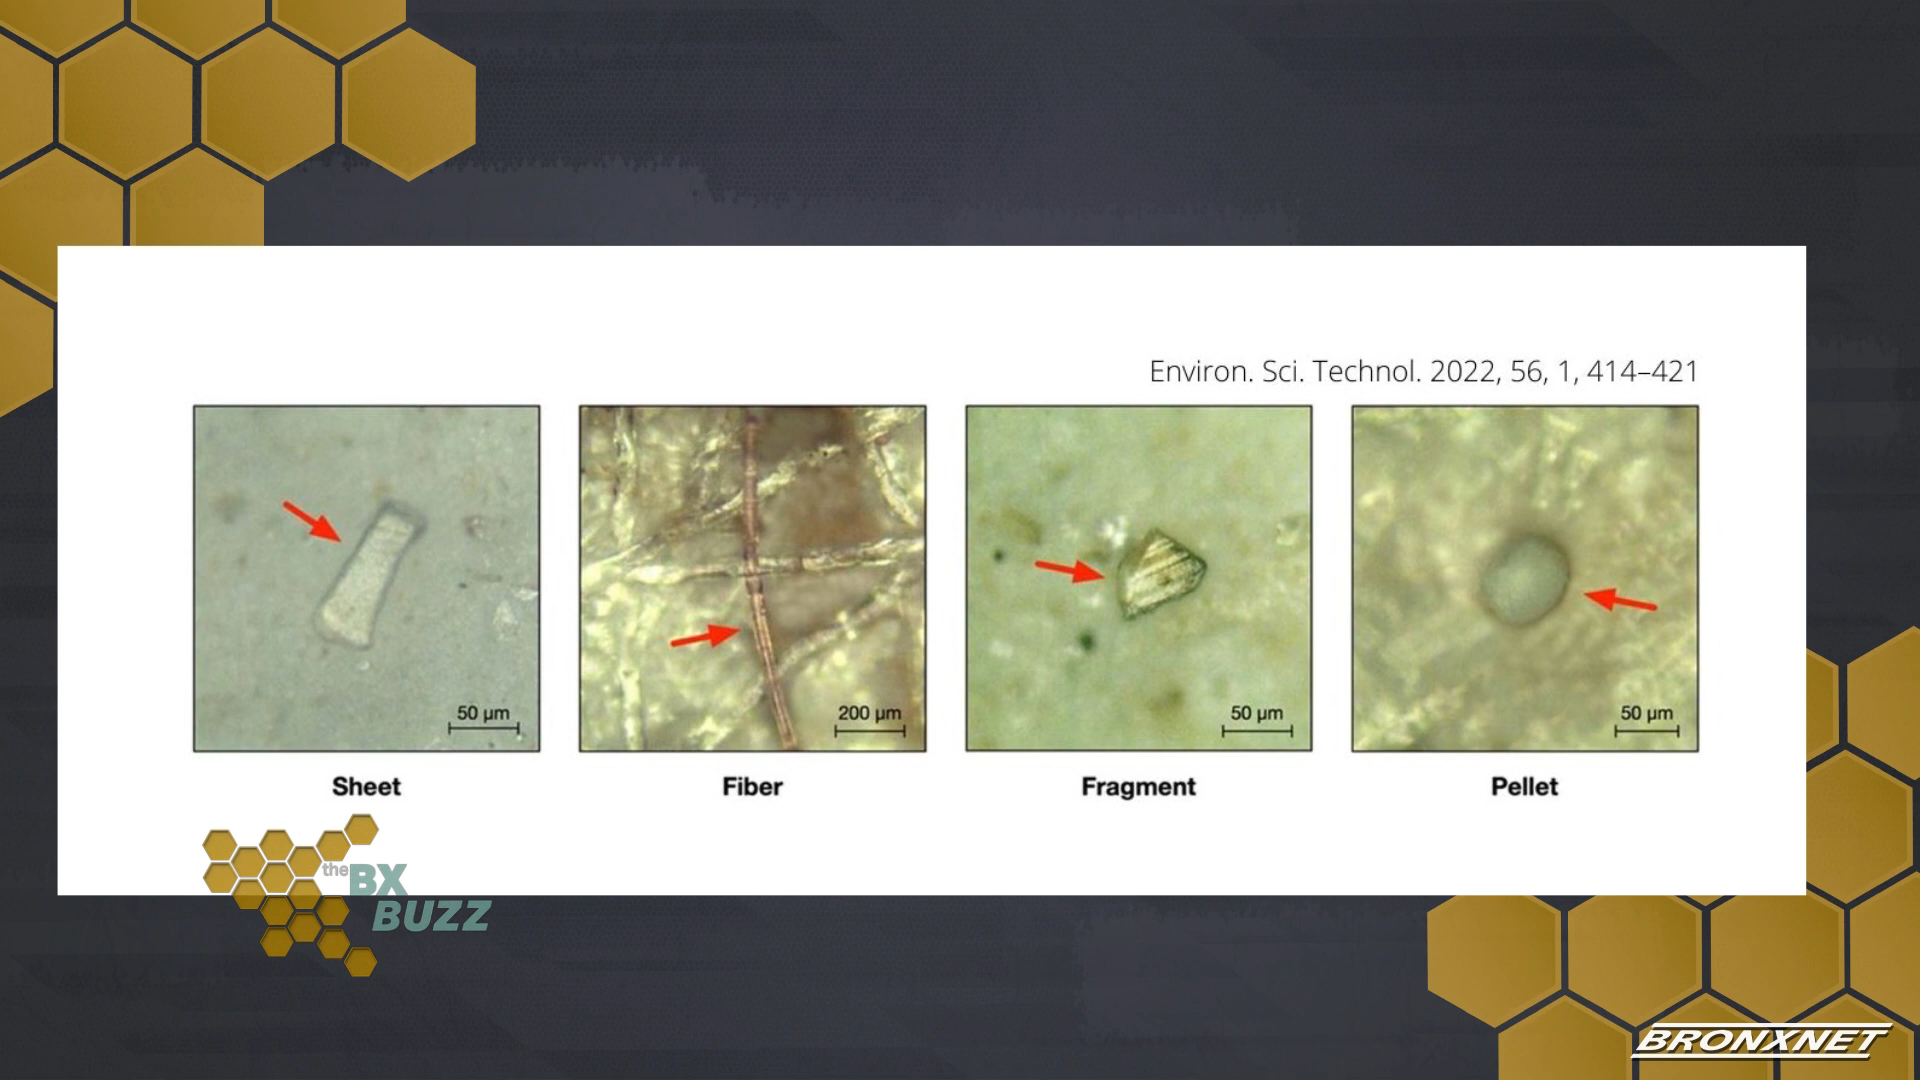 Environ. Sci. Technol. 2022, 56, 1, 414–421
50 µm
200 µm
50 µm
50 µm
Sheet
Fiber
Fragment
Pellet
the BX
BUZZ
BRONXNET